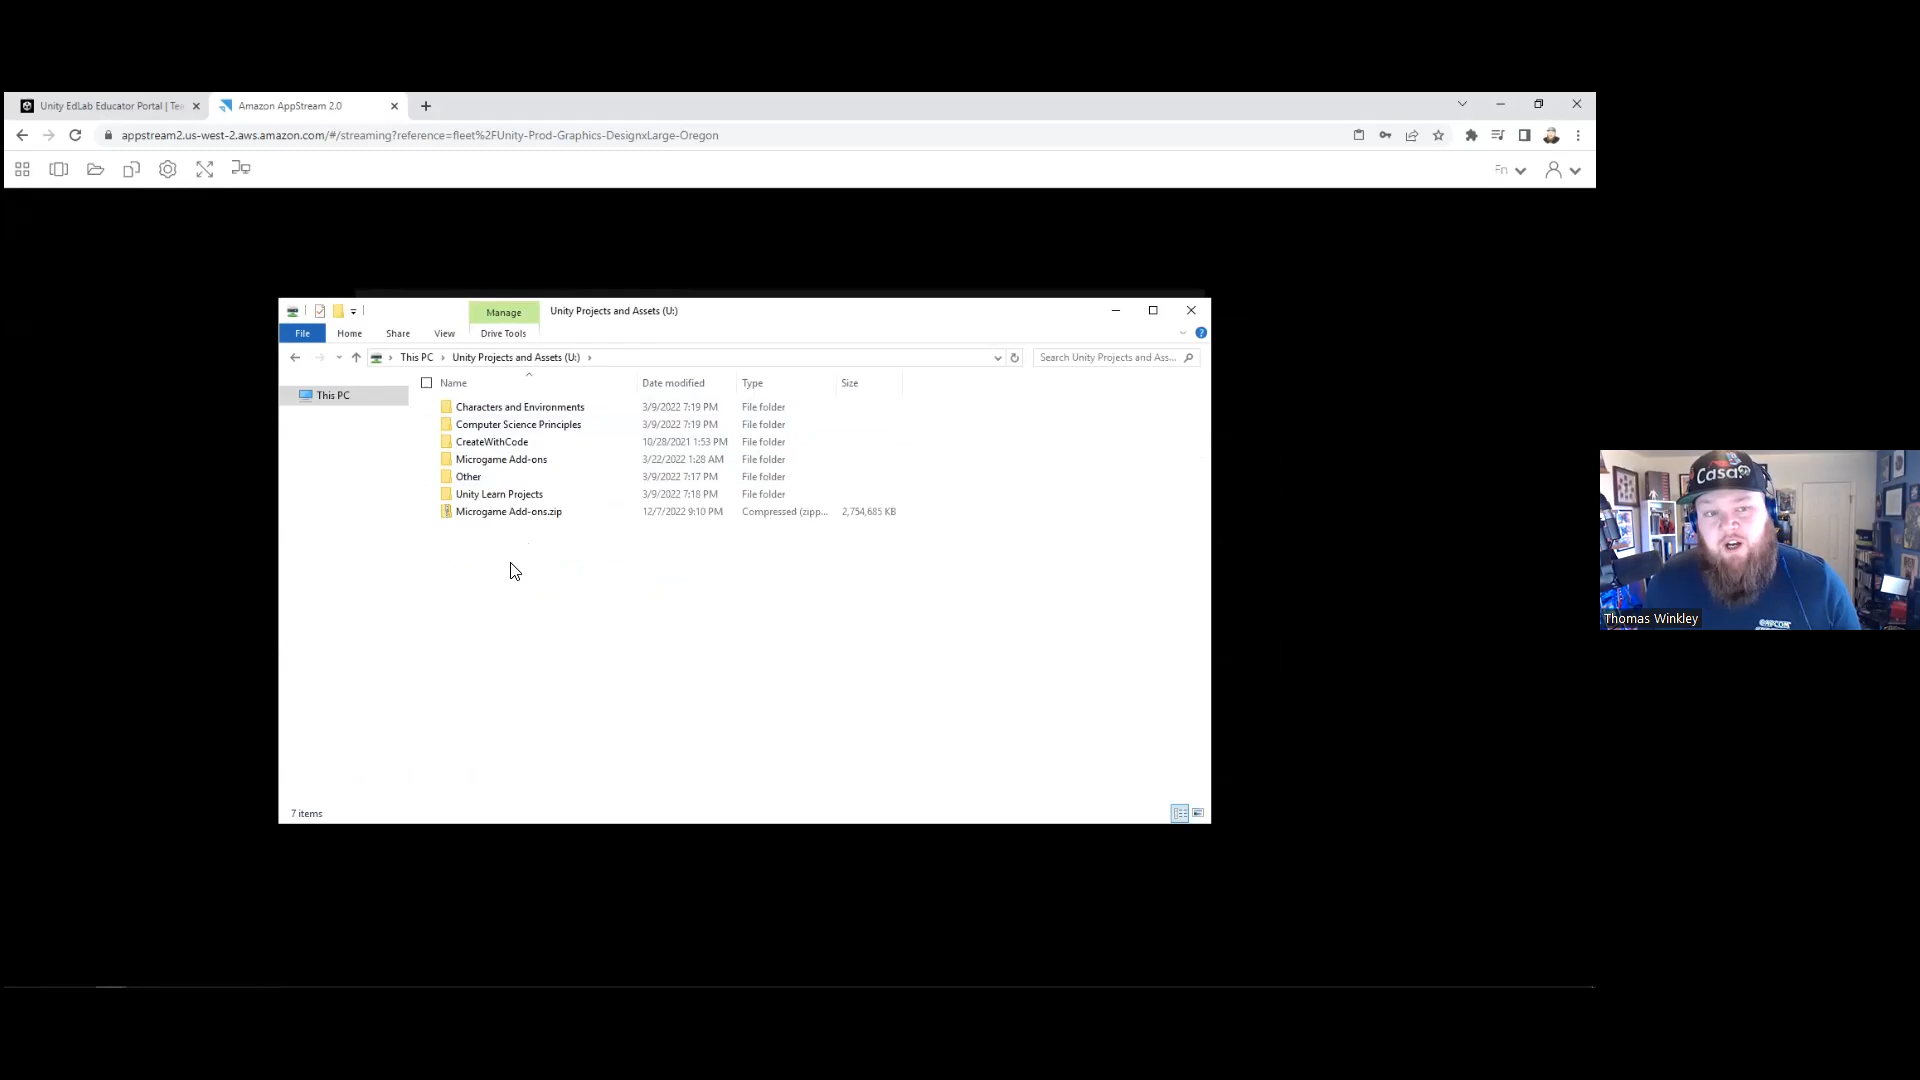 Unity EdLab Educator Portal | Tea
Amazon AppStream 2.0
appstream2.us-west-2.aws.amazon.com/#/streaming?reference=fleet%2FUnity-Prod-Graphics-DesignxLarge-Oregon
En
Manage
Unity Projects and Assets (U:)
File
Home
Share
View
Drive Tools
This PC
Unity Projects and Assets (U:)
Search Unity Projects and Ass...
This PC
Name
Date modified
Type
Size
Characters and Environments 3/9/2022 7:19 PM File folder
Computer Science Principles 3/9/2022 7:19 PM File folder
CreateWithCode 10/28/2021 1:53 PM File folder
Microgame Add-ons 3/22/2022 1:28 AM File folder
Other 3/9/2022 7:17 PM File folder
Unity Learn Projects 3/9/2022 7:18 PM File folder
Microgame Add-ons.zip 12/7/2022 9:10 PM Compressed (zipp... 2,754,685 KB
7 items
Casa
Thomas Winkley
CAPCOM